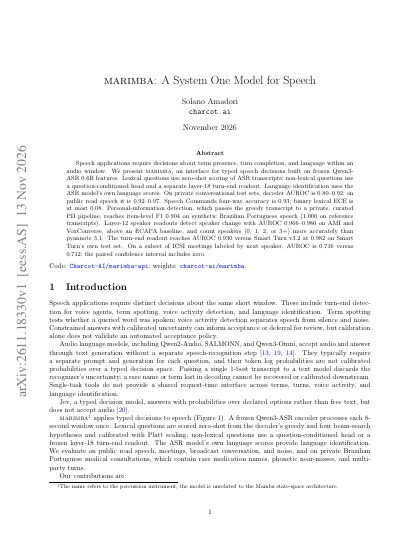 MARIMBA: A System One Model for Speech
Solano Amadori
charcot.ai
November 2026
Abstract
Speech applications require decisions about term presence, turn completion, and language within an
audio window. We present MARIMBA, an interface for typed decisions built on frozen Qwen3-
ASR 0.6B features. Lexical questions use zero-shot scoring of ASR transcripts; non-lexical questions use
a question-conditioned head and a separate layer-18 turn-end readout. Language identification uses the
ASR model's own language scores. On private conversational test sets, decoder AUROC is 0.80–0.92; on
public read speech it is 0.92–0.97. Speech Commands four-way accuracy is 0.93; binary lexical ECE is
at most 0.08. Personal-information detection, which passes the greedy transcript to a private, curated
PII pipeline, reaches item-level F1 0.904 on synthetic Brazilian Portuguese speech (1.000 on reference
transcripts). Layer-12 speaker readouts detect speaker change with AUROC 0.966–0.980 on AMI and
VoxConverse, above an ECAPA baseline, and count speakers (0, 1, 2, or 3+) more accurately than
pyannote 3.1. The turn-end readout reaches AUROC 0.930 versus Smart Turn v3.2 at 0.982 on Smart
Turn's own test set. On a subset of ICSI meetings labeled by next speaker, AUROC is 0.716 versus
0.712; the paired confidence interval includes zero.
Code: Charcot-AI/marimba-api; weights: charcot-ai/marimba.
1 Introduction
Speech applications require distinct decisions about the same short window. These include turn-end detec-
tion for voice agents, term spotting, voice activity detection, and language identification. Term spotting
tests whether a queried word was spoken; voice activity detection separates speech from silence and noise.
Constrained answers with calibrated uncertainty can inform acceptance or deferral for review, but calibration
alone does not validate an automated acceptance policy.
Audio language models, including Qwen2-Audio, SALMONN, and Qwen3-Omni, accept audio and answer
through text generation without a separate speech-recognition step [13, 19, 14]. They typically require
a separate prompt and generation for each question, and their token log probabilities are not calibrated
probabilities over a typed decision space. Passing a single 1-best transcript to a text model discards the
recognizer's uncertainty; a rare name or term lost in decoding cannot be recovered or calibrated downstream.
Single-task tools do not provide a shared request-time interface across terms, turns, voice activity, and
language identification.
Jev, a typed decision model, answers with probabilities over declared options rather than free text, but
does not accept audio [20].
MARIMBA¹ applies typed decisions to speech (Figure 1). A frozen Qwen3-ASR encoder processes each 8-
second window once. Lexical questions are scored zero-shot from the decoder's greedy and four beam-search
hypotheses and calibrated with Platt scaling; non-lexical questions use a question-conditioned head or a
frozen layer-18 turn-end readout. The ASR model's own language scores provide language identification.
We evaluate on public read speech, meetings, broadcast conversation, and noise, and on private Brazilian
Portuguese medical consultations, which contain rare medication names, phonetic near-misses, and multi-
party turns.
Our contributions are:
¹The name refers to the percussion instrument; the model is unrelated to the Mamba state-space architecture.
1
arXiv:2611.18330v1 [eess.AS] 13 Nov 2026